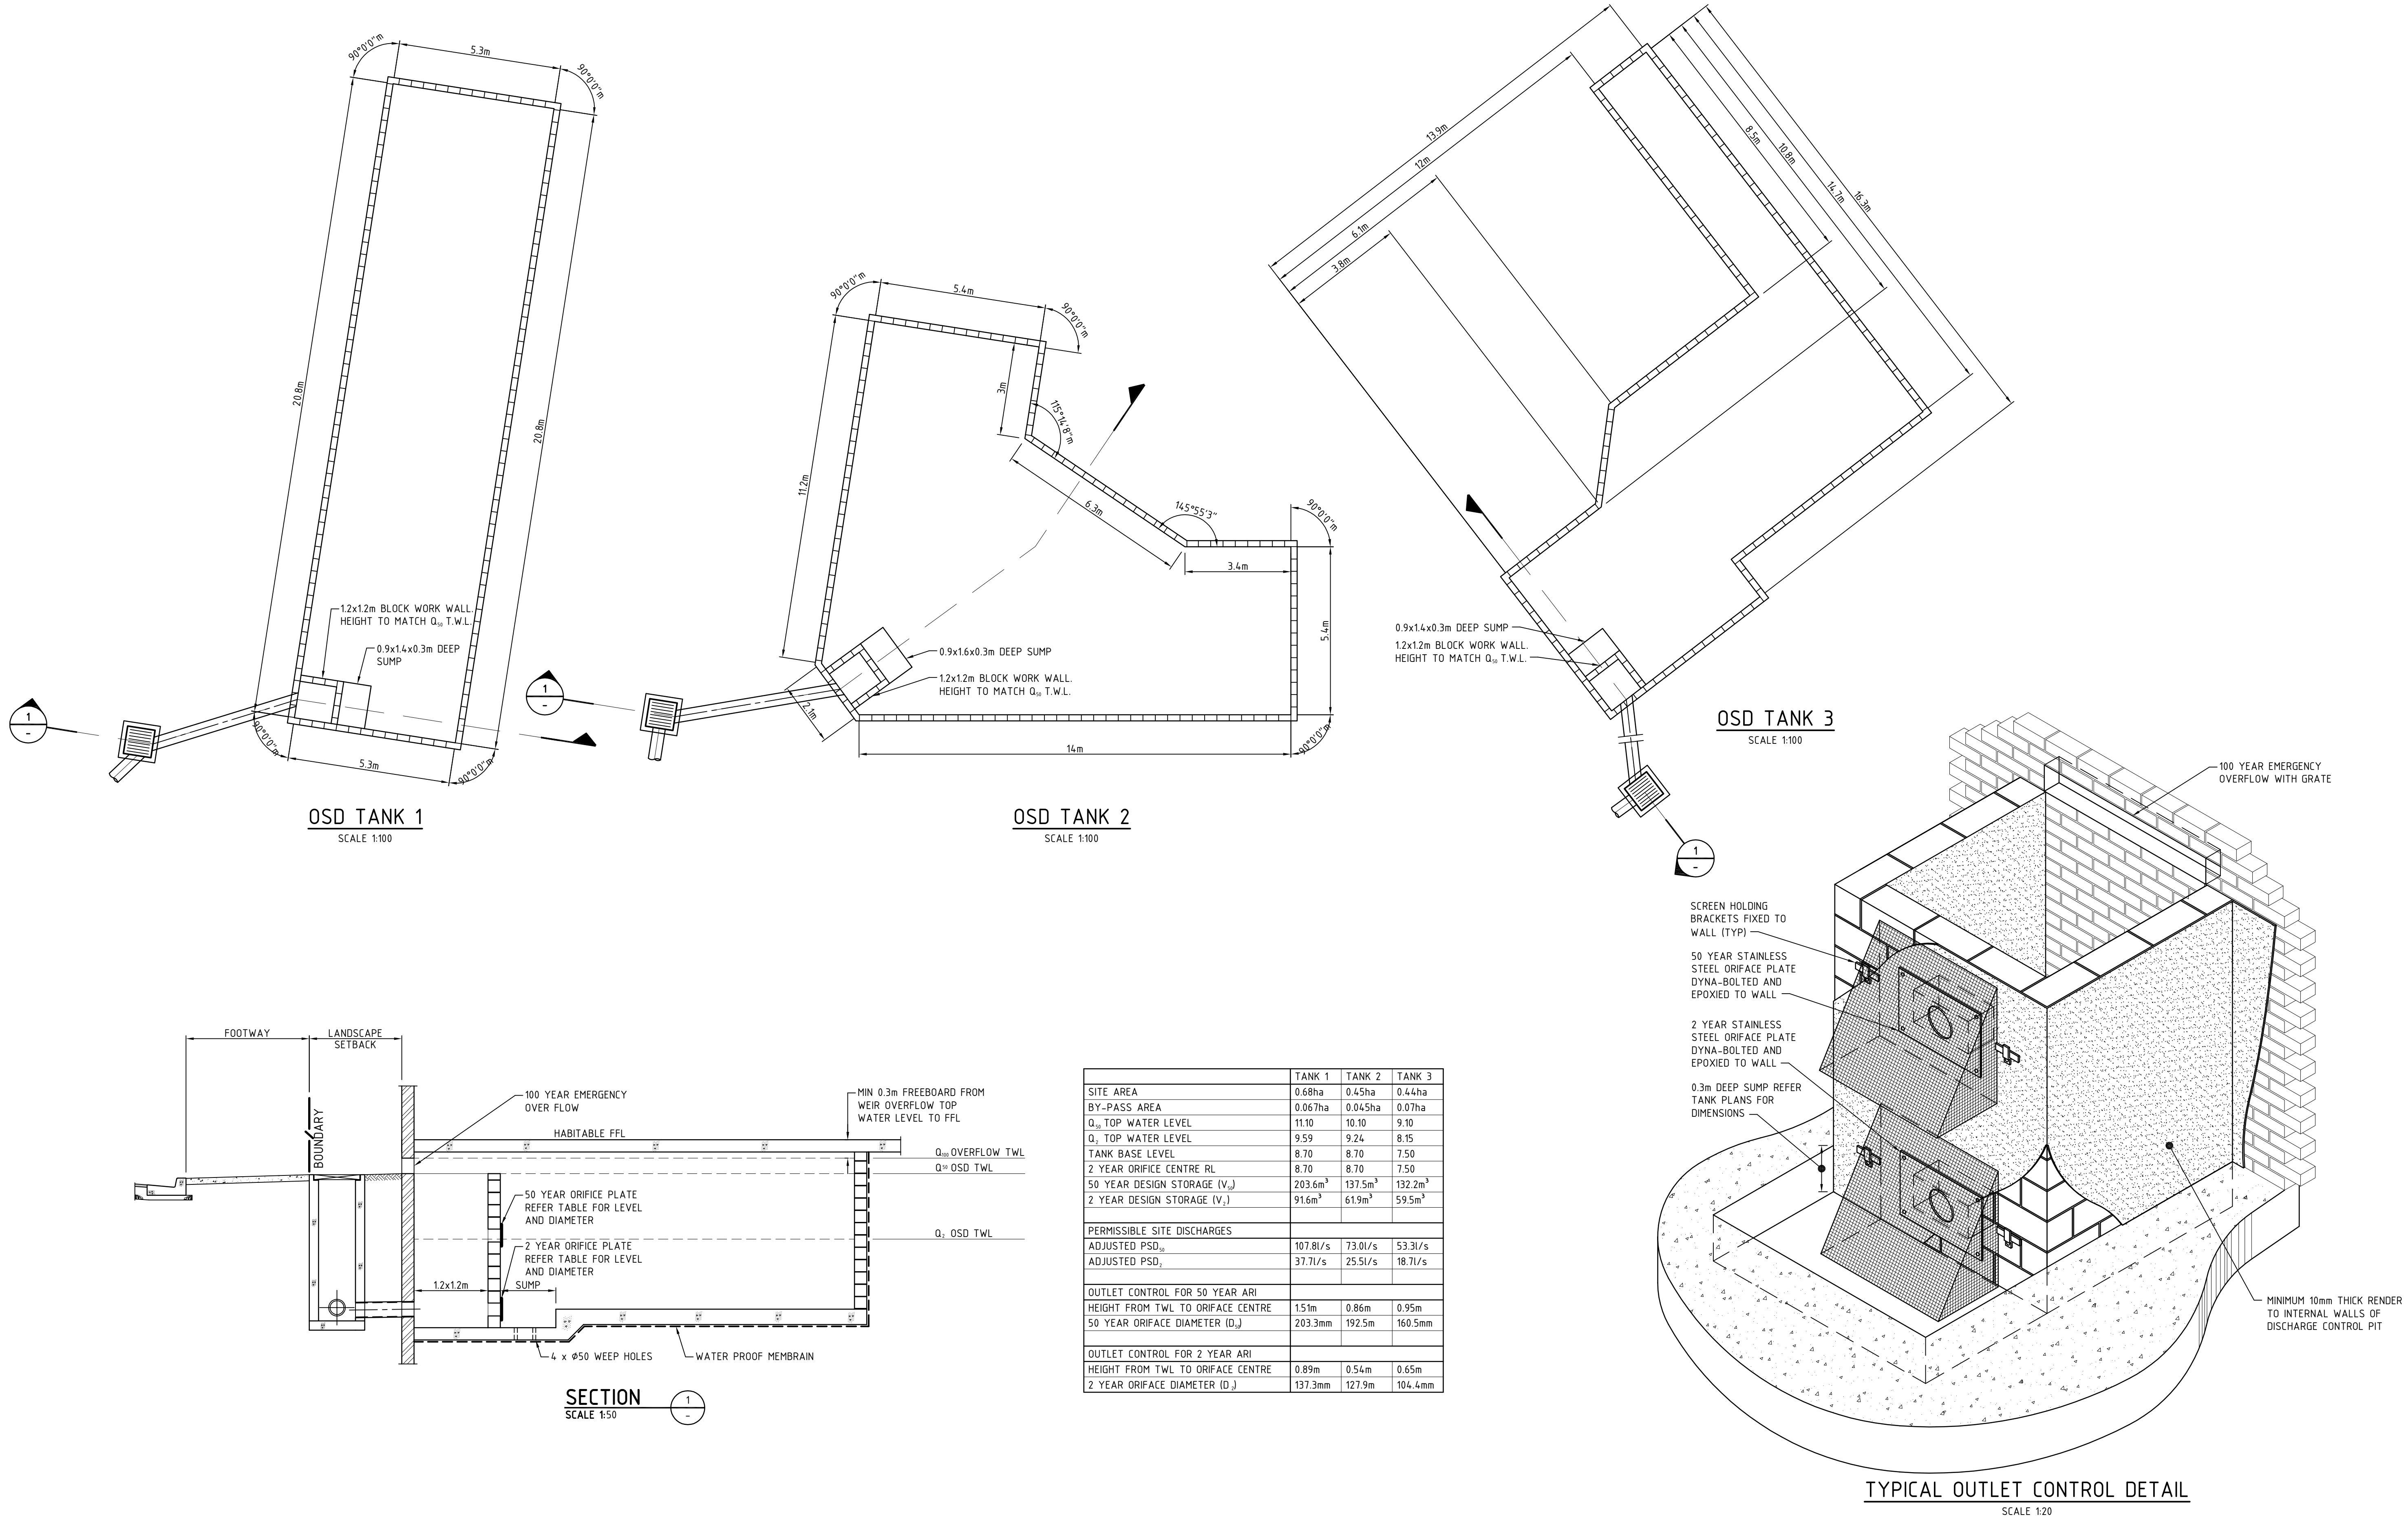 90°0'0"m
5.3m
90°0'0"m
20.8m
20.8m
1.2x1.2m BLOCK WORK WALL.
HEIGHT TO MATCH Q₅₀ T.W.L.
0.9x1.4x0.3m DEEP
SUMP
1
-
90°0'0"m
5.3m
90°0'0"m
OSD TANK 1
SCALE 1:100
90°0'0"m
5.4m
90°0'0"m
3m
115°14'8"m
11.2m
6.3m
145°55'3"
90°0'0"m
3.4m
5.4m
0.9x1.6x0.3m DEEP SUMP
1.2x1.2m BLOCK WORK WALL.
HEIGHT TO MATCH Q₅₀ T.W.L.
1
-
2.1m
14m
90°0'0"m
OSD TANK 2
SCALE 1:100
13.9m
12m
6.1m
3.8m
8.5m
10.8m
14.7m
16.3m
0.9x1.4x0.3m DEEP SUMP
1.2x1.2m BLOCK WORK WALL.
HEIGHT TO MATCH Q₅₀ T.W.L.
OSD TANK 3
SCALE 1:100
1
-
100 YEAR EMERGENCY
OVERFLOW WITH GRATE
SCREEN HOLDING
BRACKETS FIXED TO
WALL (TYP)
50 YEAR STAINLESS
STEEL ORIFACE PLATE
DYNA-BOLTED AND
EPOXIED TO WALL
2 YEAR STAINLESS
STEEL ORIFACE PLATE
DYNA-BOLTED AND
EPOXIED TO WALL
0.3m DEEP SUMP REFER
TANK PLANS FOR
DIMENSIONS
MINIMUM 10mm THICK RENDER
TO INTERNAL WALLS OF
DISCHARGE CONTROL PIT
TYPICAL OUTLET CONTROL DETAIL
SCALE 1:20
FOOTWAY
LANDSCAPE
SETBACK
BOUNDARY
100 YEAR EMERGENCY
OVER FLOW
HABITABLE FFL
MIN 0.3m FREEBOARD FROM
WEIR OVERFLOW TOP
WATER LEVEL TO FFL
Q₁₀₀ OVERFLOW TWL
Q⁵⁰ OSD TWL
50 YEAR ORIFICE PLATE
REFER TABLE FOR LEVEL
AND DIAMETER
Q₂ OSD TWL
2 YEAR ORIFICE PLATE
REFER TABLE FOR LEVEL
AND DIAMETER
1.2x1.2m
SUMP
4 x Ø50 WEEP HOLES
WATER PROOF MEMBRAIN
SECTION
SCALE 1:50
1
-
TANK 1 TANK 2 TANK 3
SITE AREA 0.68ha 0.45ha 0.44ha
BY-PASS AREA 0.067ha 0.045ha 0.07ha
Q₅₀ TOP WATER LEVEL 11.10 10.10 9.10
Q₂ TOP WATER LEVEL 9.59 9.24 8.15
TANK BASE LEVEL 8.70 8.70 7.50
2 YEAR ORIFICE CENTRE RL 8.70 8.70 7.50
50 YEAR DESIGN STORAGE (V₅₀) 203.6m³ 137.5m³ 132.2m³
2 YEAR DESIGN STORAGE (V₂) 91.6m³ 61.9m³ 59.5m³
PERMISSIBLE SITE DISCHARGES
ADJUSTED PSD₅₀ 107.8l/s 73.0l/s 53.3l/s
ADJUSTED PSD₂ 37.7l/s 25.5l/s 18.7l/s
OUTLET CONTROL FOR 50 YEAR ARI
HEIGHT FROM TWL TO ORIFACE CENTRE 1.51m 0.86m 0.95m
50 YEAR ORIFACE DIAMETER (D₅₀) 203.3mm 192.5m 160.5mm
OUTLET CONTROL FOR 2 YEAR ARI
HEIGHT FROM TWL TO ORIFACE CENTRE 0.89m 0.54m 0.65m
2 YEAR ORIFACE DIAMETER (D₂) 137.3mm 127.9m 104.4mm